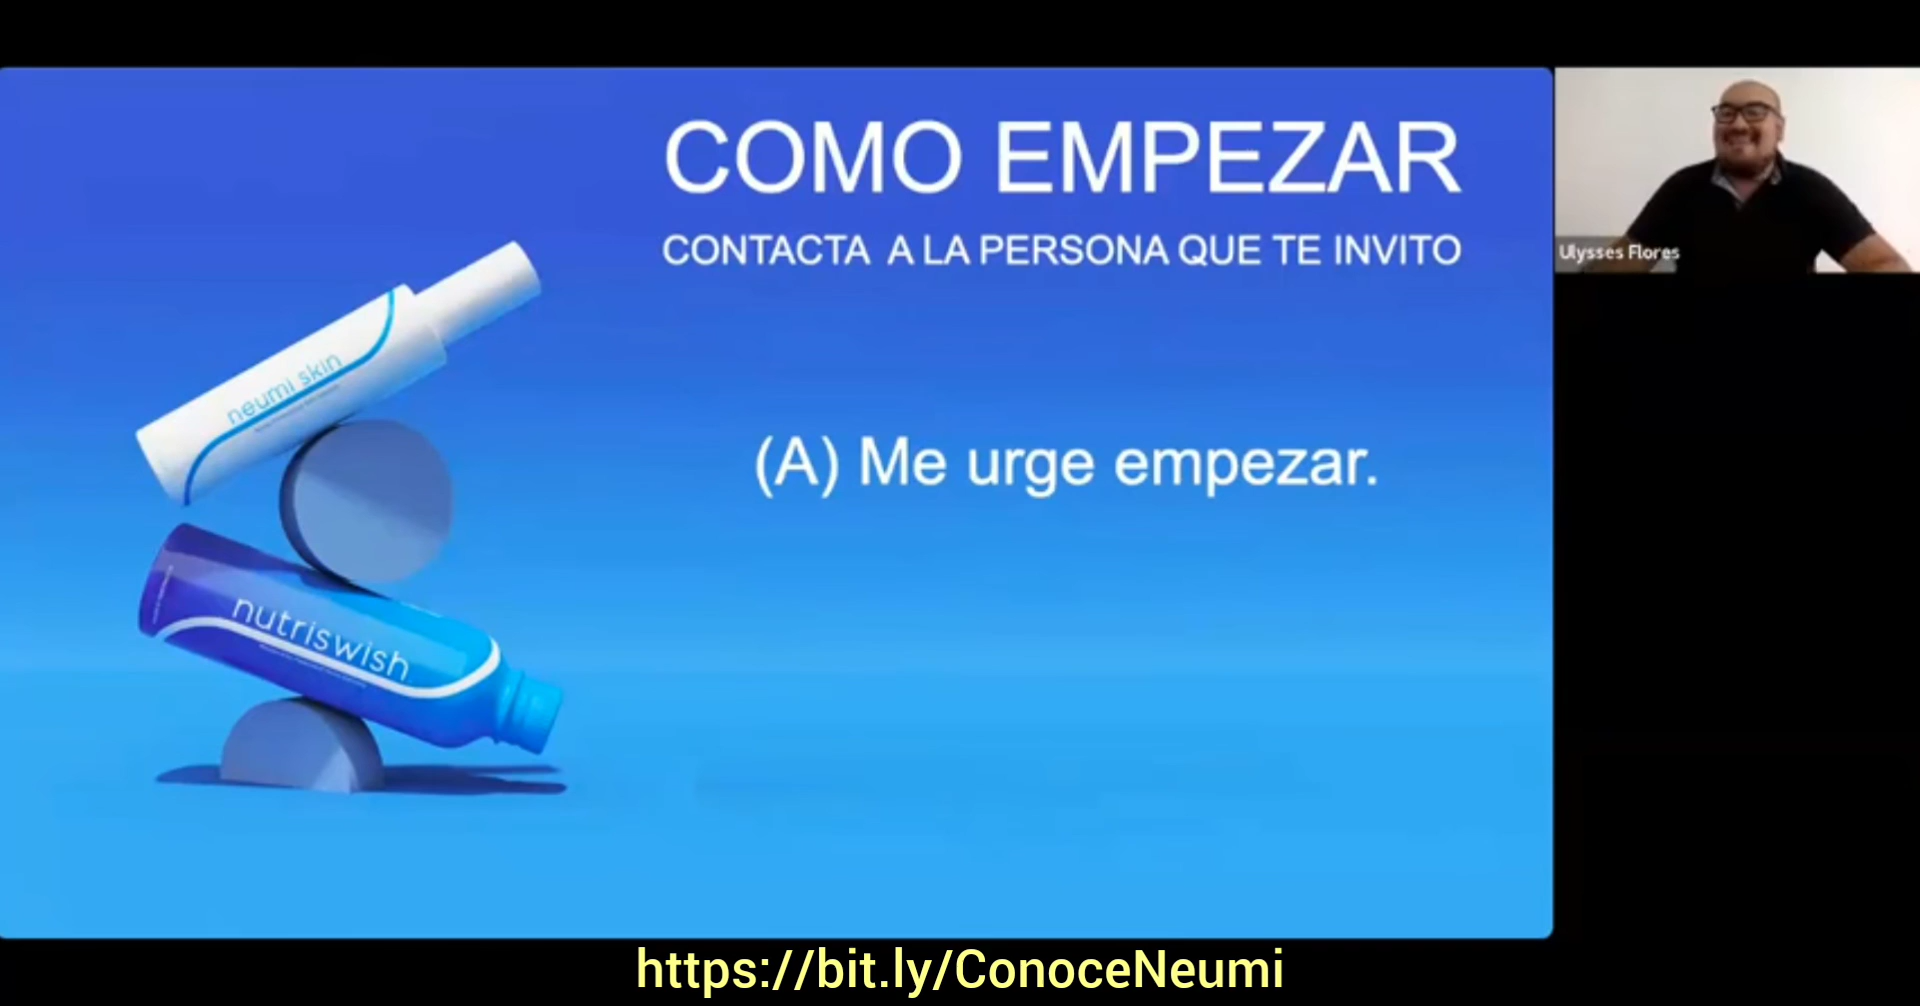 COMO EMPEZAR
CONTACTA A LA PERSONA QUE TE INVITO
Ulysses Flores
neumi skin
(A) Me urge empezar.
nutriswish
https://bit.ly/ConoceNeumi